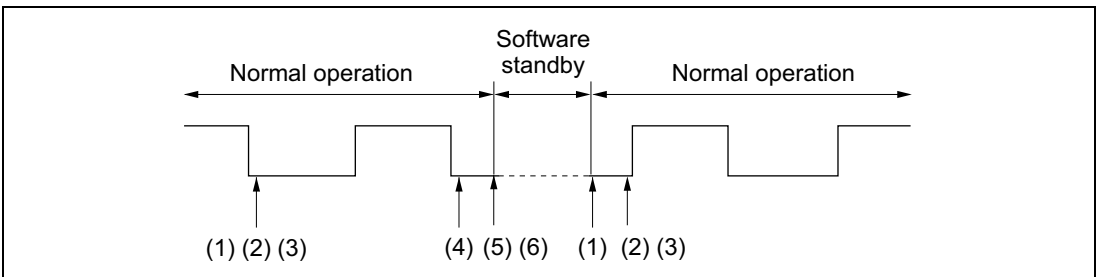 Software
standby
Normal operation
Normal operation
(1) (2) (3)
(4) (5) (6)
(1) (2) (3)